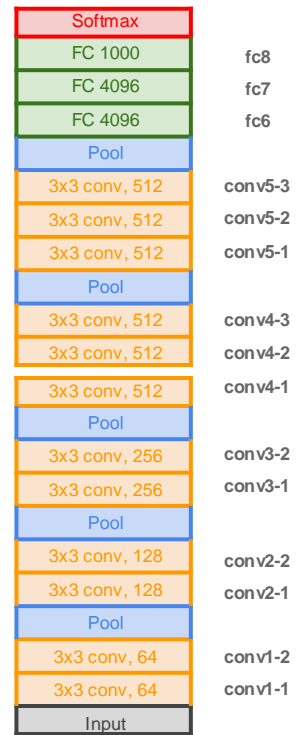 Softmax
FC 1000 fc8
FC 4096 fc7
FC 4096 fc6
Pool
3x3 conv, 512 conv5-3
3x3 conv, 512 conv5-2
3x3 conv, 512 conv5-1
Pool
3x3 conv, 512 conv4-3
3x3 conv, 512 conv4-2
3x3 conv, 512 conv4-1
Pool
3x3 conv, 256 conv3-2
3x3 conv, 256 conv3-1
Pool
3x3 conv, 128 conv2-2
3x3 conv, 128 conv2-1
Pool
3x3 conv, 64 conv1-2
3x3 conv, 64 conv1-1
Input